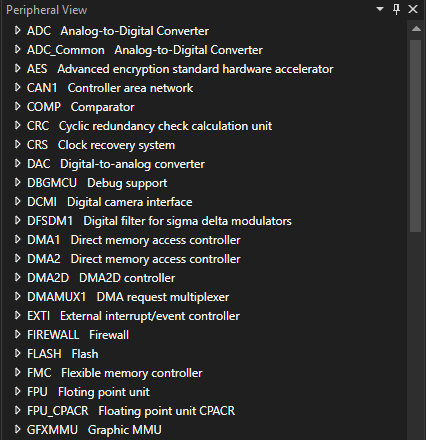 Peripheral View
ADC Analog-to-Digital Converter
ADC_Common Analog-to-Digital Converter
AES Advanced encryption standard hardware accelerator
CAN1 Controller area network
COMP Comparator
CRC Cyclic redundancy check calculation unit
CRS Clock recovery system
DAC Digital-to-analog converter
DBGMCU Debug support
DCMI Digital camera interface
DFSDM1 Digital filter for sigma delta modulators
DMA1 Direct memory access controller
DMA2 Direct memory access controller
DMA2D DMA2D controller
DMAMUX1 DMA request multiplexer
EXTI External interrupt/event controller
FIREWALL Firewall
FLASH Flash
FMC Flexible memory controller
FPU Floting point unit
FPU_CPACR Floating point unit CPACR
GFXMMU Graphic MMU